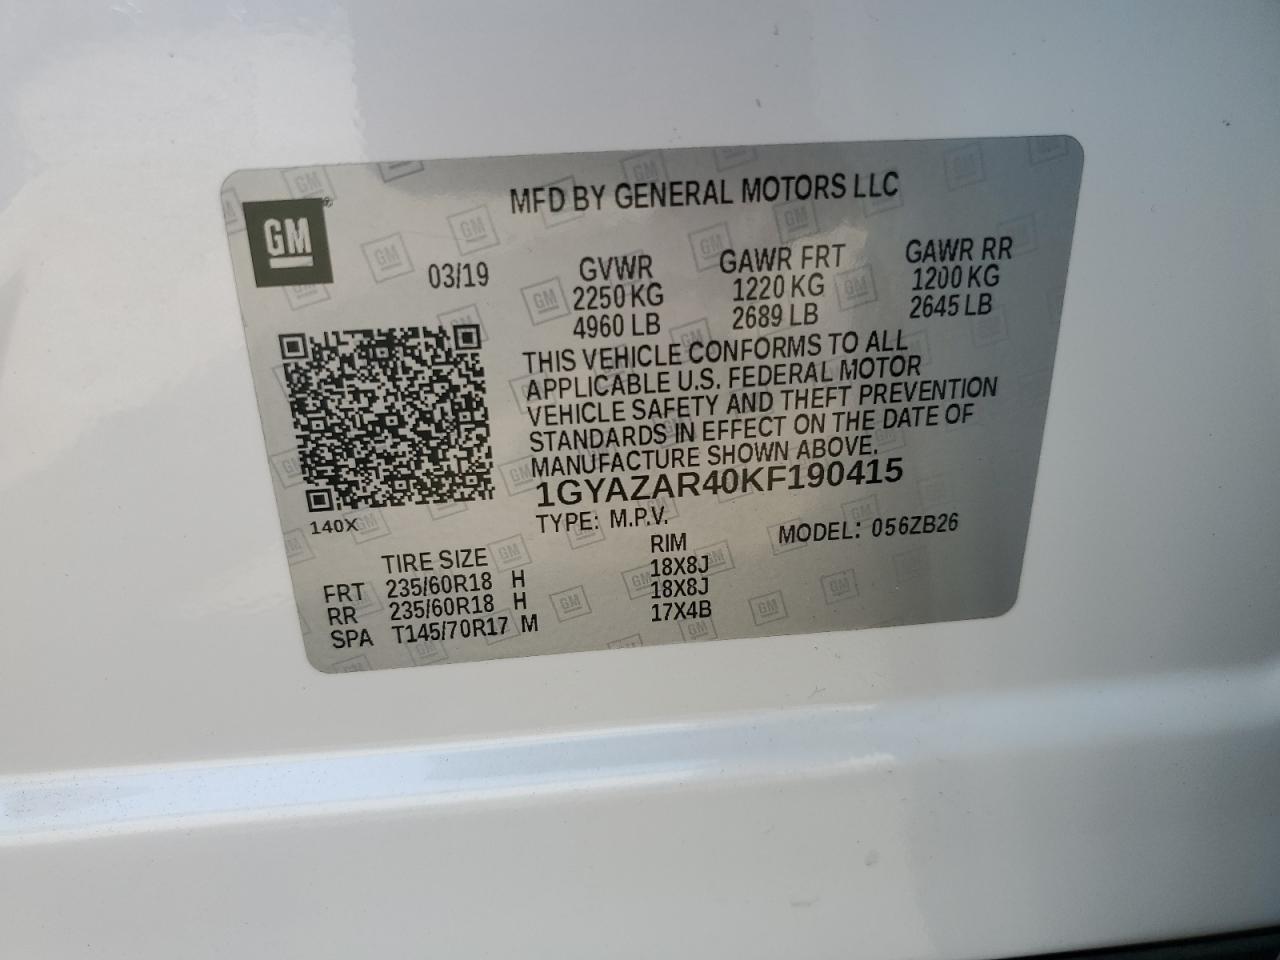 MFD BY GENERAL MOTORS LLC
GM
03/19
GVWR GAWR FRT GAWR RR
2250 KG 1220 KG 1200 KG
4960 LB 2689 LB 2645 LB
THIS VEHICLE CONFORMS TO ALL
APPLICABLE U.S. FEDERAL MOTOR
VEHICLE SAFETY AND THEFT PREVENTION
STANDARDS IN EFFECT ON THE DATE OF
MANUFACTURE SHOWN ABOVE.
1GYAZAR40KF190415
140X
TYPE: M.P.V. MODEL: 056ZB26
TIRE SIZE RIM
FRT 235/60R18 H 18X8J
RR 235/60R18 H 18X8J
SPA T145/70R17 M 17X4B